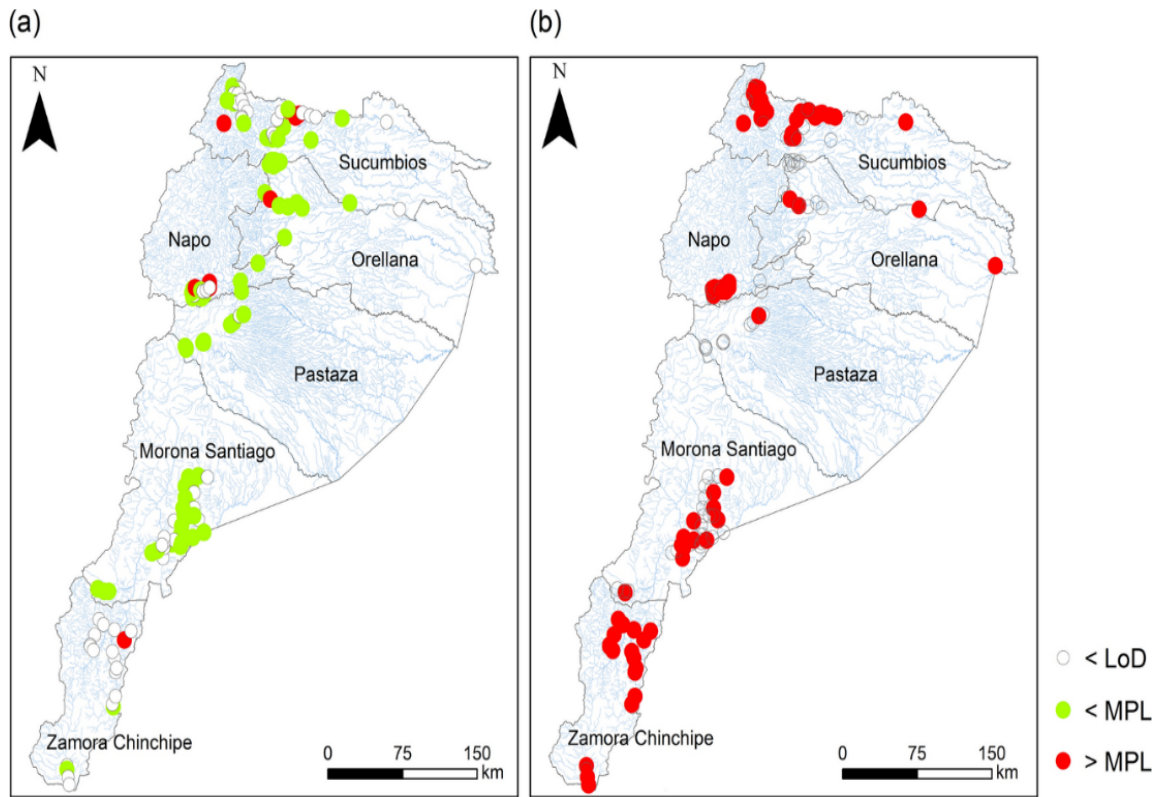 (a)
N
Sucumbios
Napo
Orellana
Pastaza
Morona Santiago
Zamora Chinchipe
0 75 150
km
(b)
N
Sucumbios
Napo
Orellana
Pastaza
Morona Santiago
Zamora Chinchipe
0 75 150
km
< LoD
< MPL
> MPL